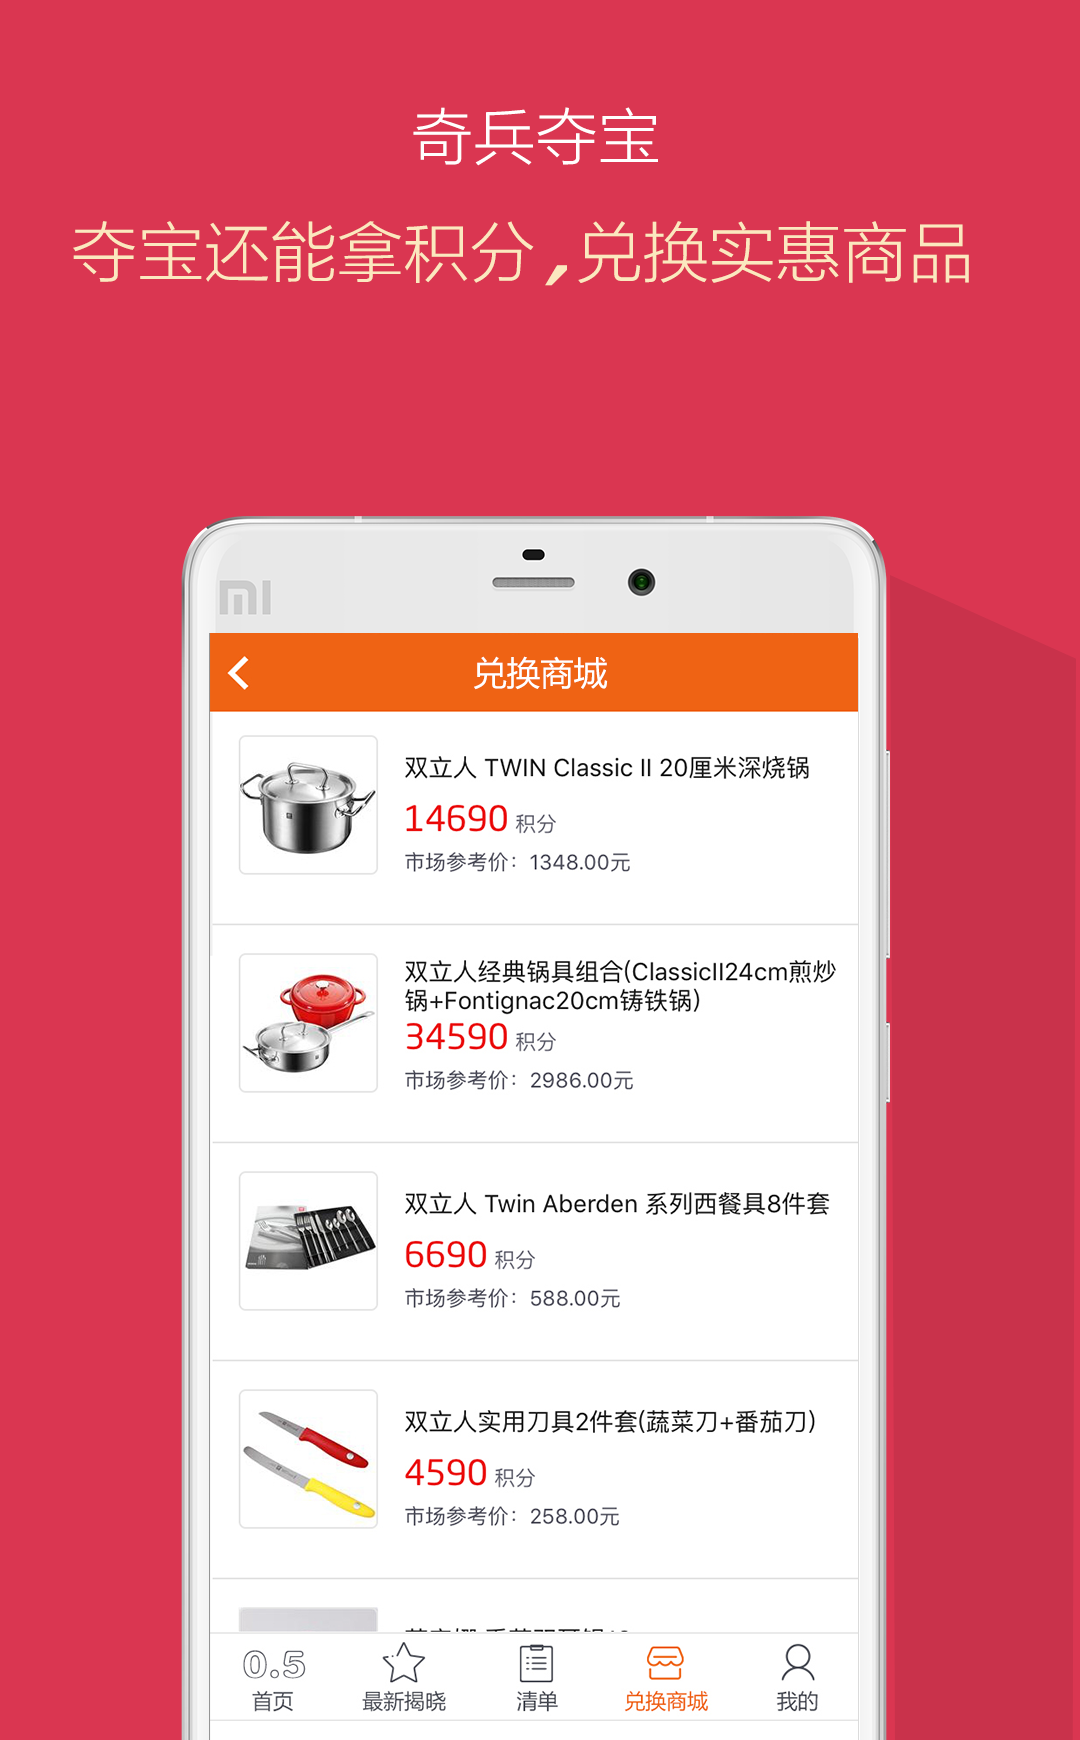 奇兵夺宝
夺宝还能拿积分,兑换实惠商品
MI
兑换商城
双立人 TWIN Classic II 20厘米深烧锅
14690 积分
市场参考价：1348.00元
双立人经典锅具组合(ClassicII24cm煎炒
锅+Fontignac20cm铸铁锅)
34590 积分
市场参考价：2986.00元
双立人 Twin Aberden 系列西餐具8件套
6690 积分
市场参考价：588.00元
双立人实用刀具2件套(蔬菜刀+番茄刀)
4590 积分
市场参考价：258.00元
0.5
首页
最新揭晓
清单
兑换商城
我的